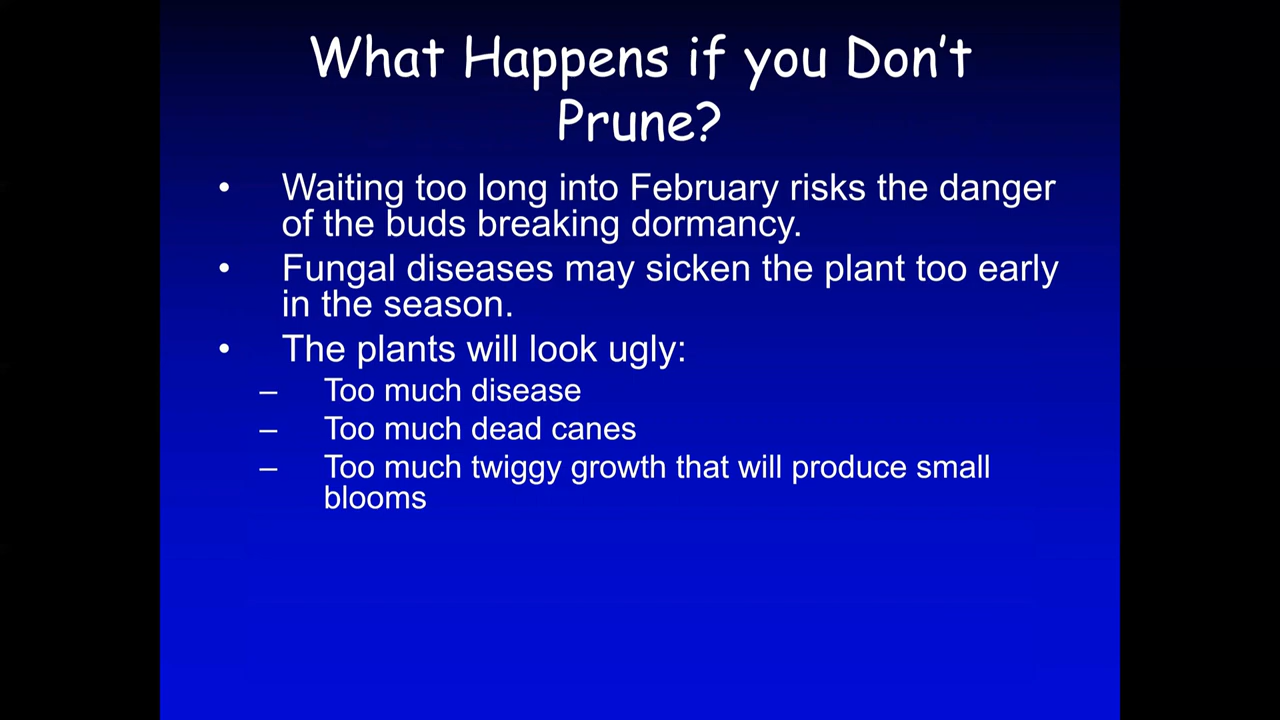 What Happens if you Don't
Prune?
• Waiting too long into February risks the danger
of the buds breaking dormancy.
• Fungal diseases may sicken the plant too early
in the season.
• The plants will look ugly:
– Too much disease
– Too much dead canes
– Too much twiggy growth that will produce small
blooms